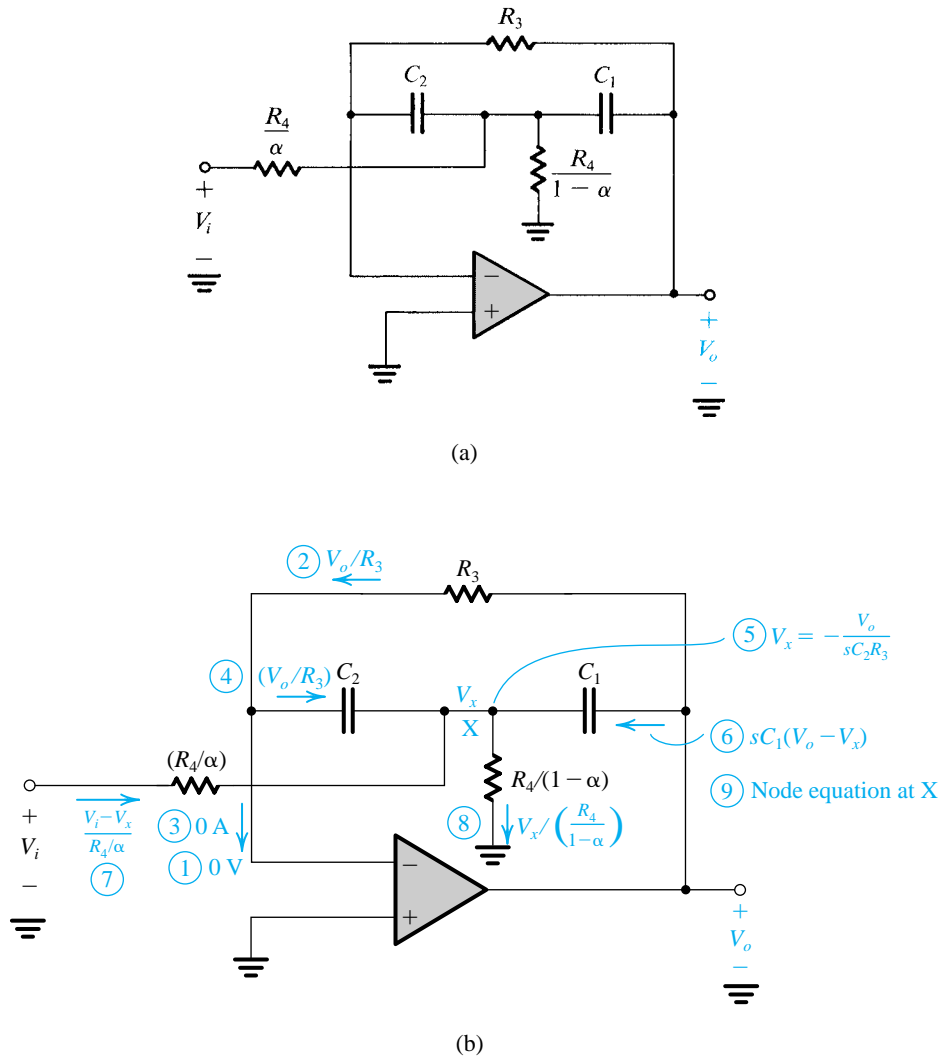 R₃
C₂ C₁
R₄/α
R₄/(1 − α)
+
Vᵢ
−
−
+
+
Vₒ
−
(a)
② Vₒ/R₃
R₃
⑤ Vₓ = − Vₒ/(sC₂R₃)
④ (Vₒ/R₃) C₂
Vₓ
X
C₁
⑥ sC₁(Vₒ − Vₓ)
(R₄/α)
R₄/(1−α)
⑨ Node equation at X
+
Vᵢ
−
(Vᵢ−Vₓ)/(R₄/α)
⑦
③ 0 A
① 0 V
⑧ Vₓ/(R₄/(1−α))
−
+
+
Vₒ
−
(b)